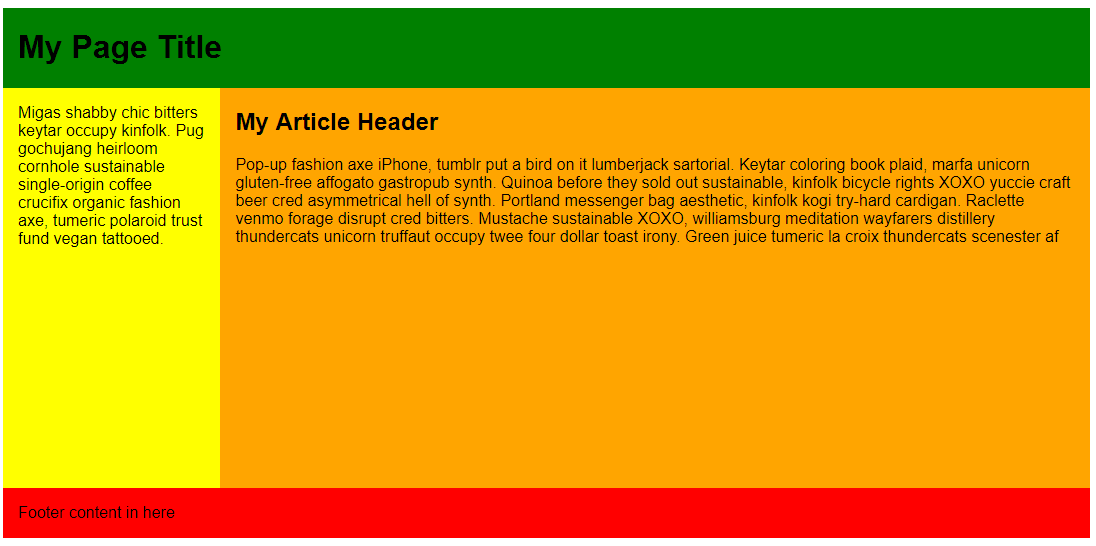 My Page Title
Migas shabby chic bitters
keytar occupy kinfolk. Pug
gochujang heirloom
cornhole sustainable
single-origin coffee
crucifix organic fashion
axe, tumeric polaroid trust
fund vegan tattooed.
My Article Header
Pop-up fashion axe iPhone, tumblr put a bird on it lumberjack sartorial. Keytar coloring book plaid, marfa unicorn
gluten-free affogato gastropub synth. Quinoa before they sold out sustainable, kinfolk bicycle rights XOXO yuccie craft
beer cred asymmetrical hell of synth. Portland messenger bag aesthetic, kinfolk kogi try-hard cardigan. Raclette
venmo forage disrupt cred bitters. Mustache sustainable XOXO, williamsburg meditation wayfarers distillery
thundercats unicorn truffaut occupy twee four dollar toast irony. Green juice tumeric la croix thundercats scenester af
Footer content in here